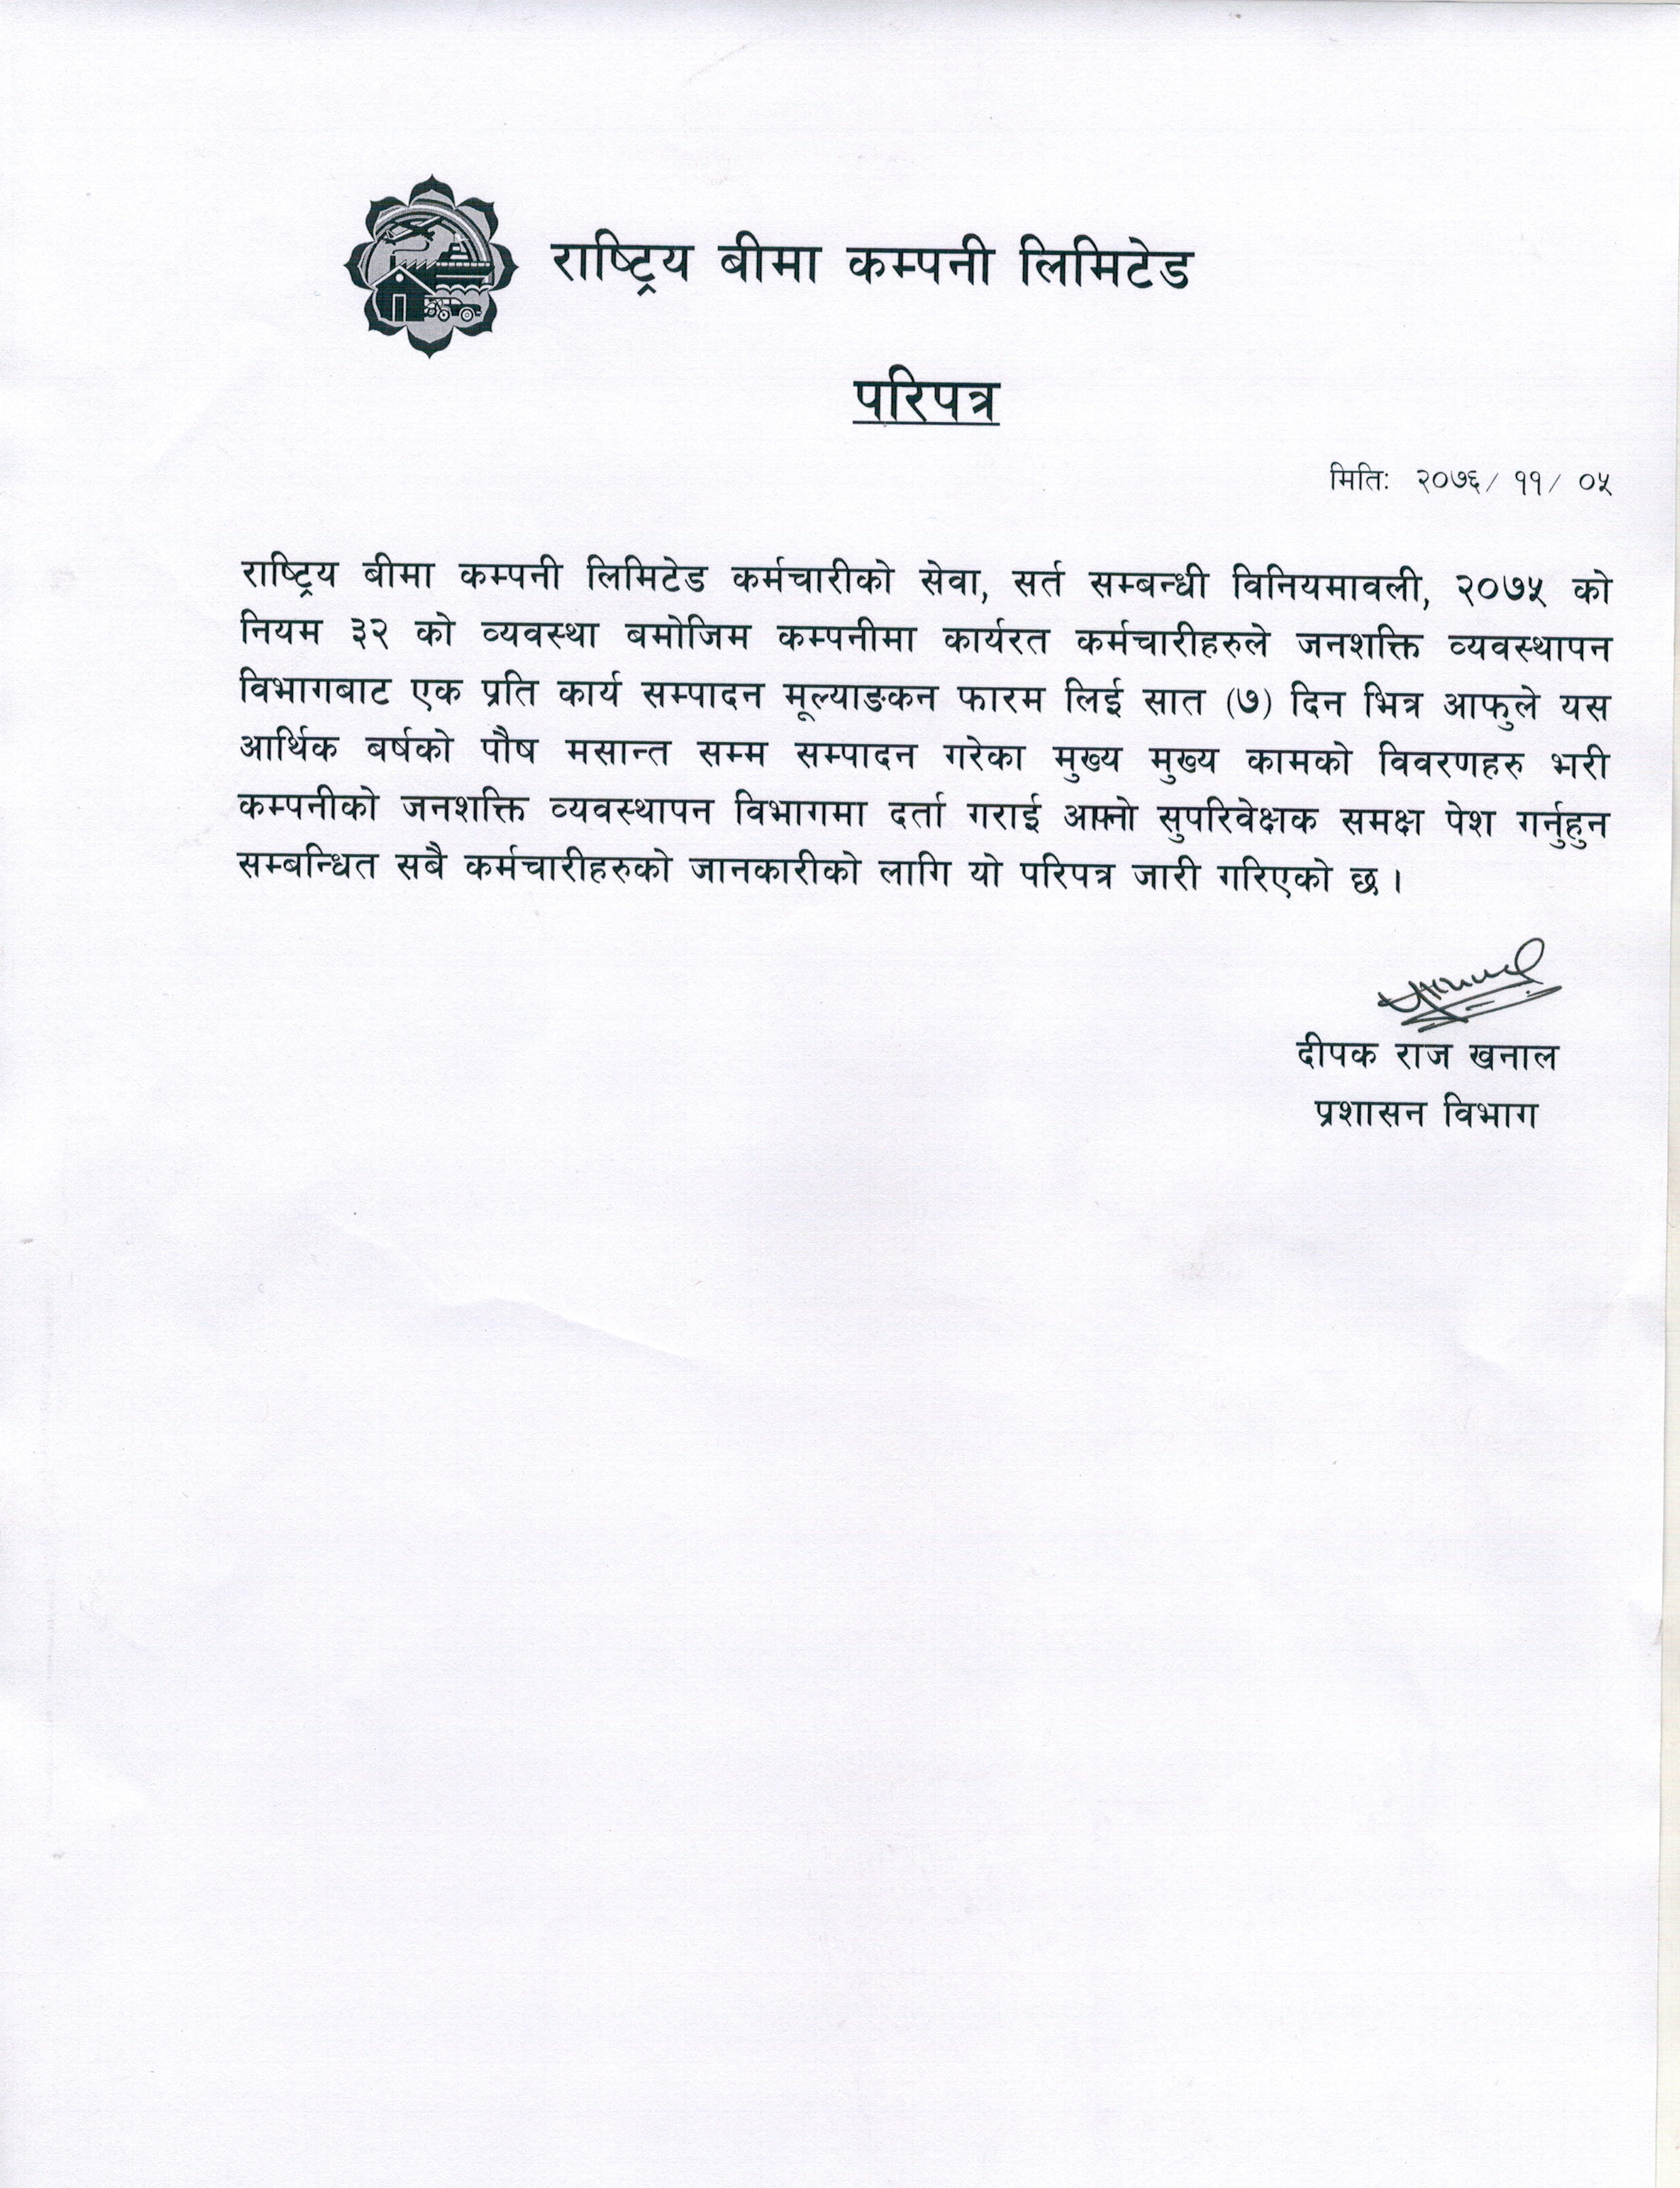 राष्ट्रिय बीमा कम्पनी लिमिटेड
परिपत्र
मितिः २०७६/ ११/ ०५
राष्ट्रिय बीमा कम्पनी लिमिटेड कर्मचारीको सेवा, सर्त सम्बन्धी विनियमावली, २०७५ को
नियम ३२ को व्यवस्था बमोजिम कम्पनीमा कार्यरत कर्मचारीहरुले जनशक्ति व्यवस्थापन
विभागबाट एक प्रति कार्य सम्पादन मूल्याङकन फारम लिई सात (७) दिन भित्र आफुले यस
आर्थिक बर्षको पौष मसान्त सम्म सम्पादन गरेका मुख्य मुख्य कामको विवरणहरु भरी
कम्पनीको जनशक्ति व्यवस्थापन विभागमा दर्ता गराई आफ्नो सुपरिवेक्षक समक्ष पेश गर्नुहुन
सम्बन्धित सबै कर्मचारीहरुको जानकारीको लागि यो परिपत्र जारी गरिएको छ ।
दीपक राज खनाल
प्रशासन विभाग